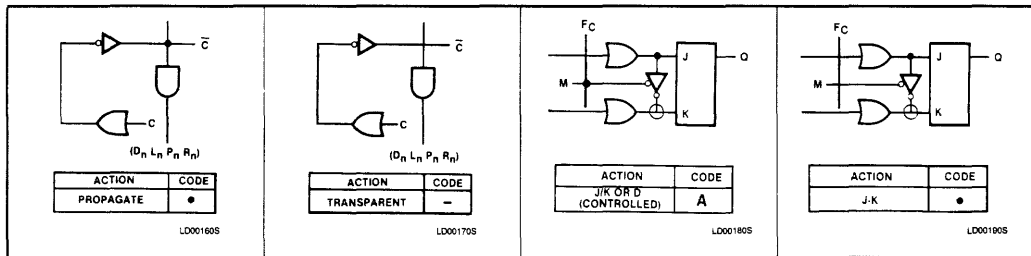 C̅
C
(Dn Ln Pn Rn)
ACTION CODE
PROPAGATE ●
LD00160S
C̅
C
(Dn Ln Pn Rn)
ACTION CODE
TRANSPARENT –
LD00170S
FC
J Q
M
K
ACTION CODE
J/K OR D
(CONTROLLED) A
LD00180S
FC
J Q
M
K
ACTION CODE
J-K ●
LD00190S